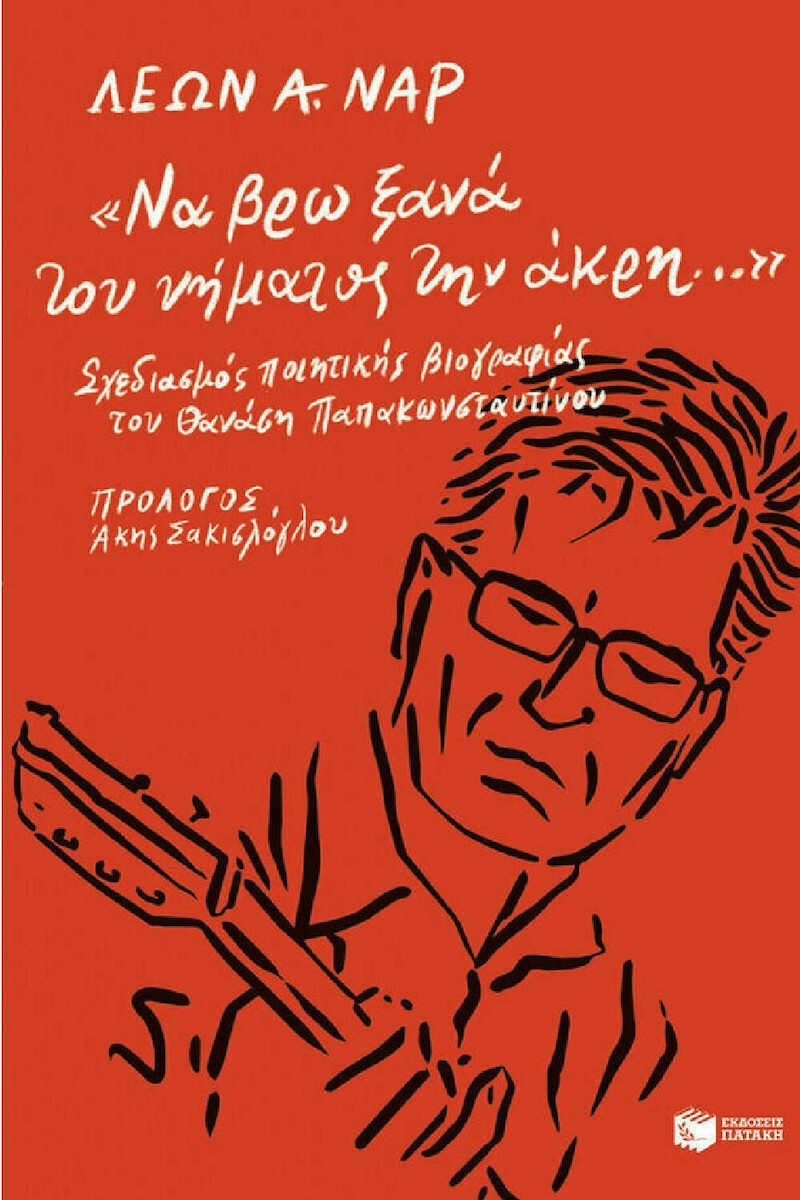 ΛΕΩΝ Α. ΝΑΡ
«Να βρω ξανά
του νήματος την άκρη...»
Σχεδιασμός ποιητικής βιογραφίας
του Θανάση Παπακωνσταντίνου
ΠΡΟΛΟΓΟΣ,
Άκης Σακισλόγλου
ΕΚΔΟΣΕΙΣ
ΠΑΤΑΚΗ